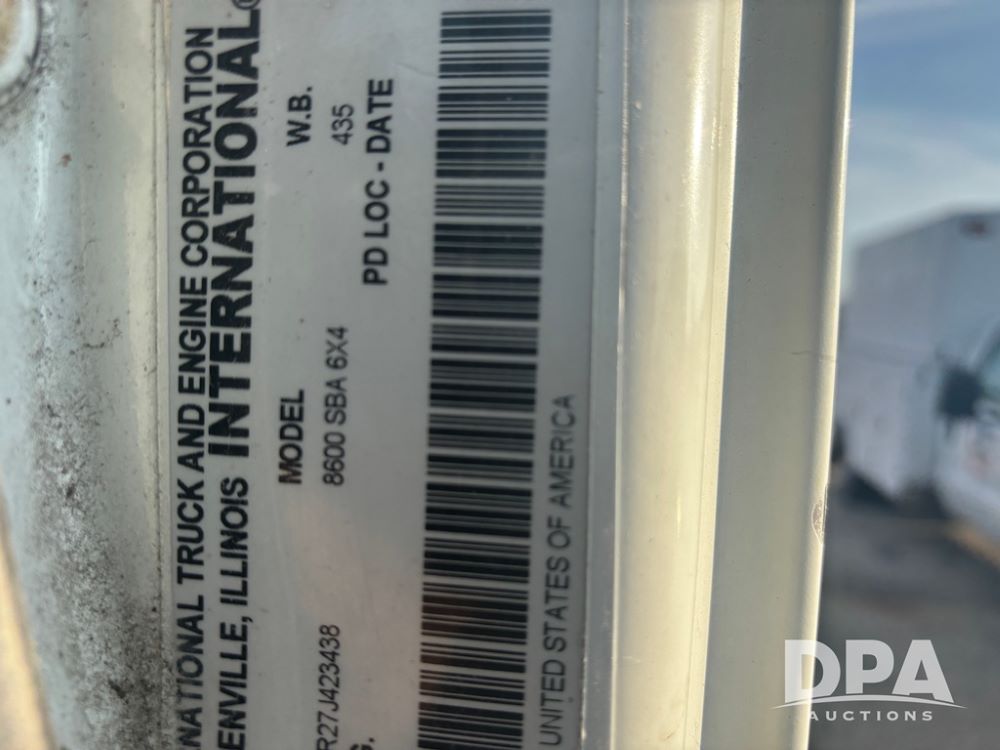 NATIONAL TRUCK AND ENGINE CORPORATION
ENVILLE, ILLINOIS INTERNATIONAL®
MODEL W.B.
R27J423438 8600 SBA 6X4 435
G. PD LOC - DATE
UNITED STATES OF AMERICA
DPA
AUCTIONS